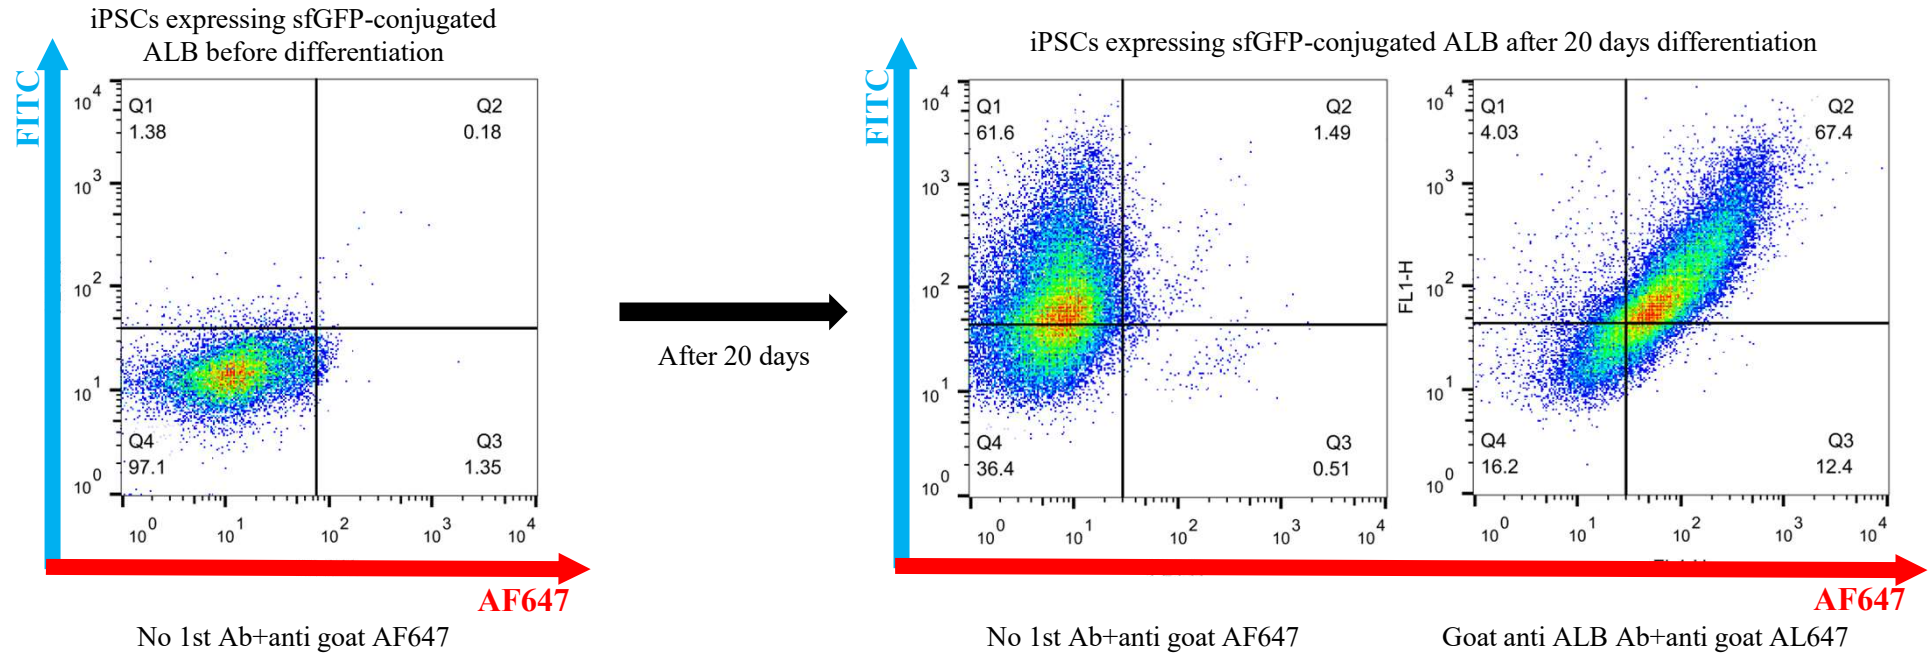 iPSCs expressing sfGFP-conjugated
ALB before differentiation
FITC
10^4
10^3
10^2
10^1
10^0
Q1
1.38
Q2
0.18
Q4
97.1
Q3
1.35
10^0 10^1 10^2 10^3 10^4
AF647
No 1st Ab+anti goat AF647
After 20 days
iPSCs expressing sfGFP-conjugated ALB after 20 days differentiation
FITC
10^4
10^3
10^2
10^1
10^0
Q1
61.6
Q2
1.49
Q4
36.4
Q3
0.51
10^0 10^1 10^2 10^3 10^4
No 1st Ab+anti goat AF647
FL1-H
10^4
10^3
10^2
10^1
10^0
Q1
4.03
Q2
67.4
Q4
16.2
Q3
12.4
10^0 10^1 10^2 10^3 10^4
AF647
Goat anti ALB Ab+anti goat AL647